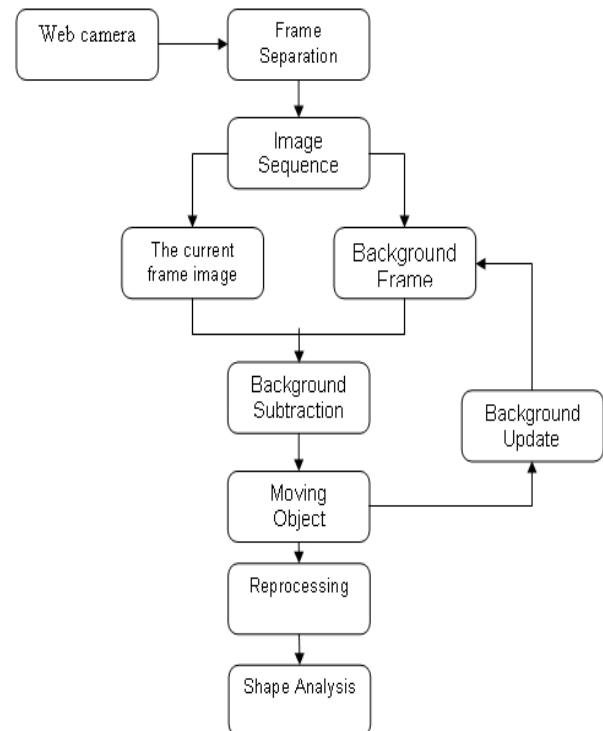 Web camera
Frame
Separation
Image
Sequence
The current
frame image
Background
Frame
Background
Subtraction
Background
Update
Moving
Object
Reprocessing
Shape Analysis